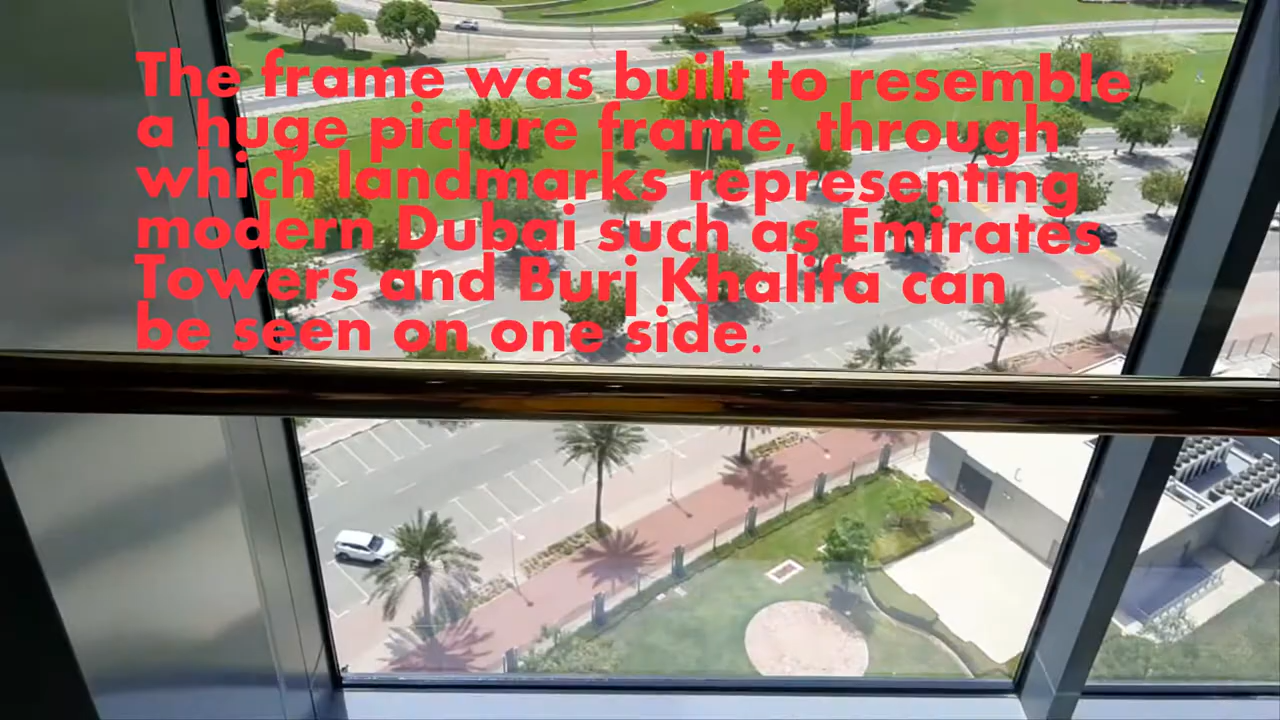 The frame was built to resemble
a huge picture frame, through
which landmarks representing
modern Dubai such as Emirates
Towers and Burj Khalifa can
be seen on one side.